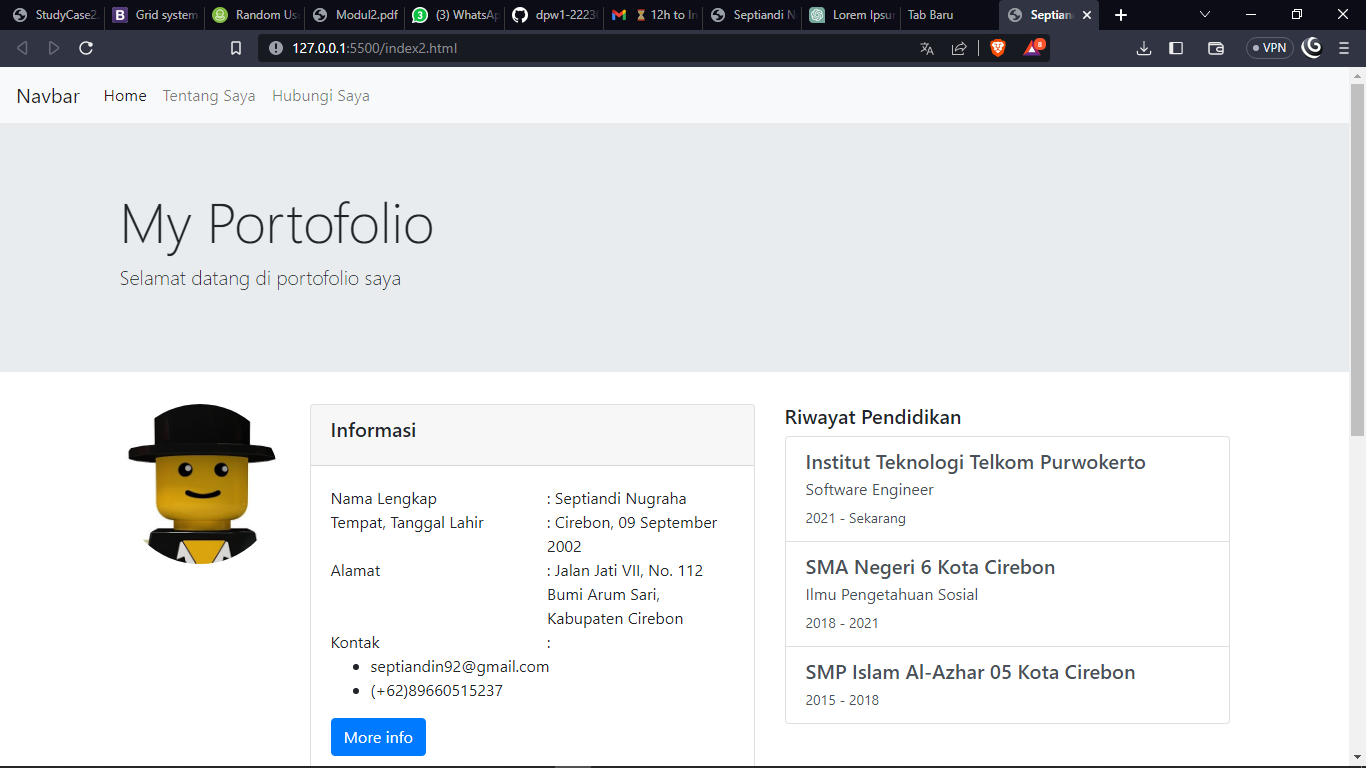 StudyCase2.
Grid system
Random Us
Modul2.pdf
(3) WhatsAp
dpw1-2223
12h to In
Septiandi N
Lorem Ipsu
Tab Baru
Septian
127.0.0.1:5500/index2.html
8
VPN
Navbar Home Tentang Saya Hubungi Saya
My Portofolio
Selamat datang di portofolio saya
Informasi
Nama Lengkap : Septiandi Nugraha
Tempat, Tanggal Lahir : Cirebon, 09 September
2002
Alamat : Jalan Jati VII, No. 112
Bumi Arum Sari,
Kabupaten Cirebon
Kontak :
septiandin92@gmail.com
(+62)89660515237
More info
Riwayat Pendidikan
Institut Teknologi Telkom Purwokerto
Software Engineer
2021 - Sekarang
SMA Negeri 6 Kota Cirebon
Ilmu Pengetahuan Sosial
2018 - 2021
SMP Islam Al-Azhar 05 Kota Cirebon
2015 - 2018